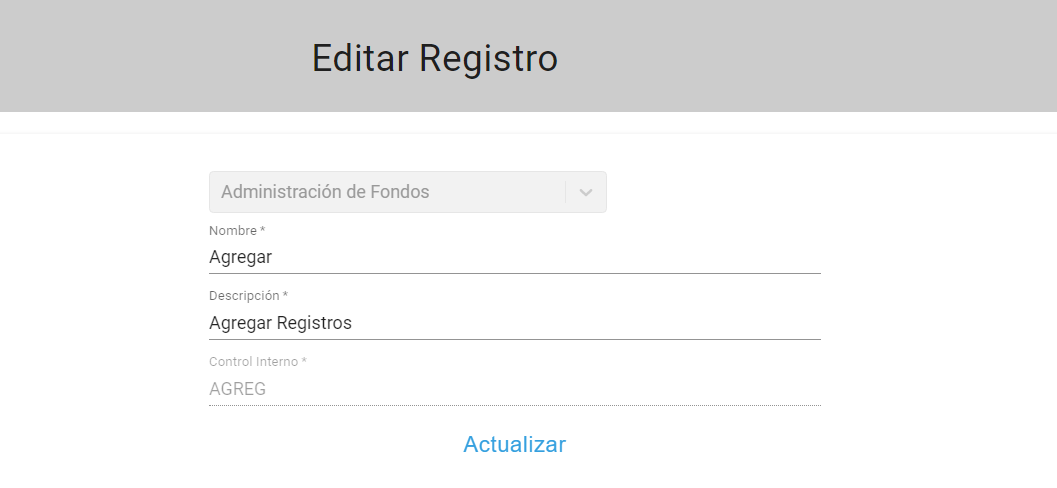 Editar Registro
Administración de Fondos
Nombre *
Agregar
Descripción *
Agregar Registros
Control Interno *
AGREG
Actualizar